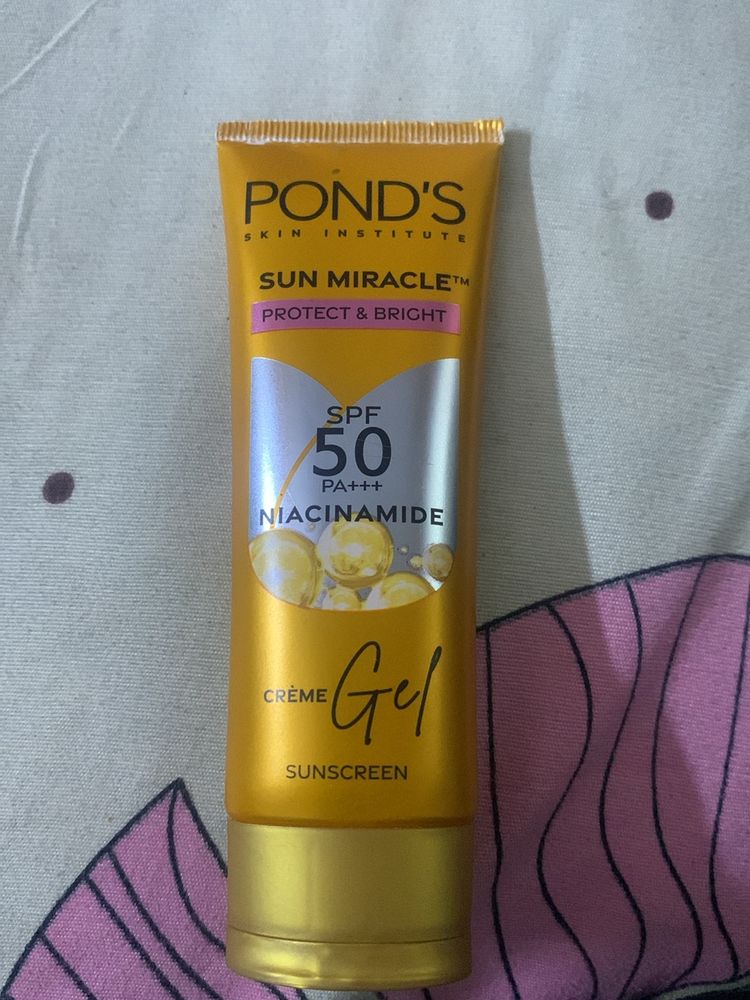 POND'S
SKIN INSTITUTE
SUN MIRACLE™
PROTECT & BRIGHT
SPF
50
PA+++
NIACINAMIDE
CRÈME Gel
SUNSCREEN